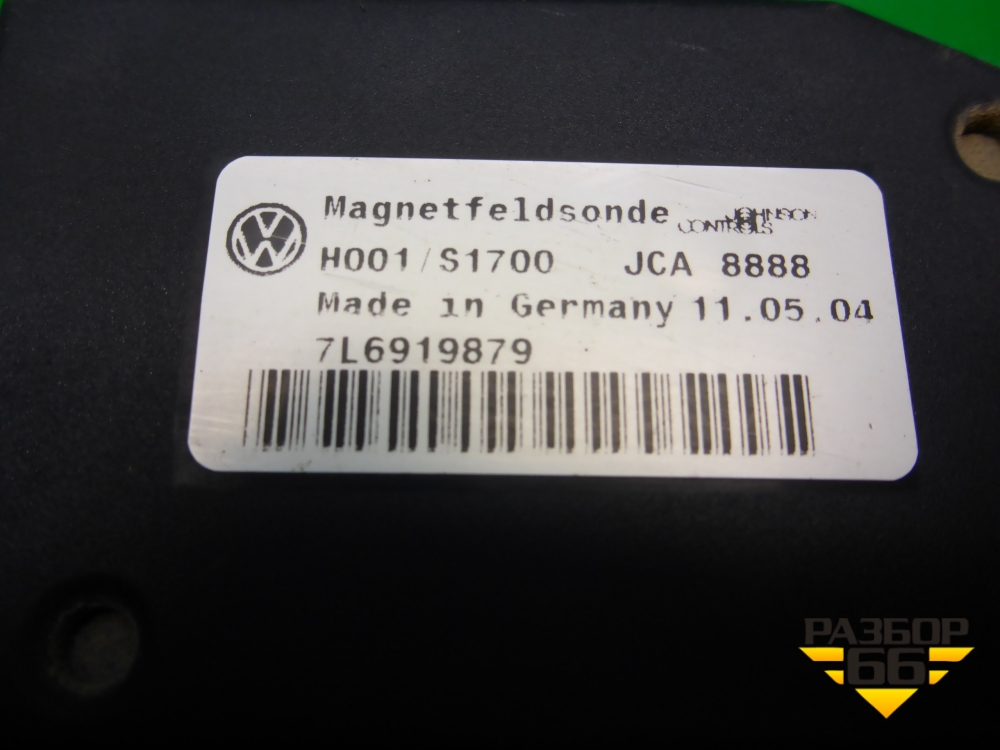 Magnetfeldsonde JOHNSON CONTROLS
H001/S1700 JCA 8888
Made in Germany 11.05.04
7L6919879
РАЗБОР
66